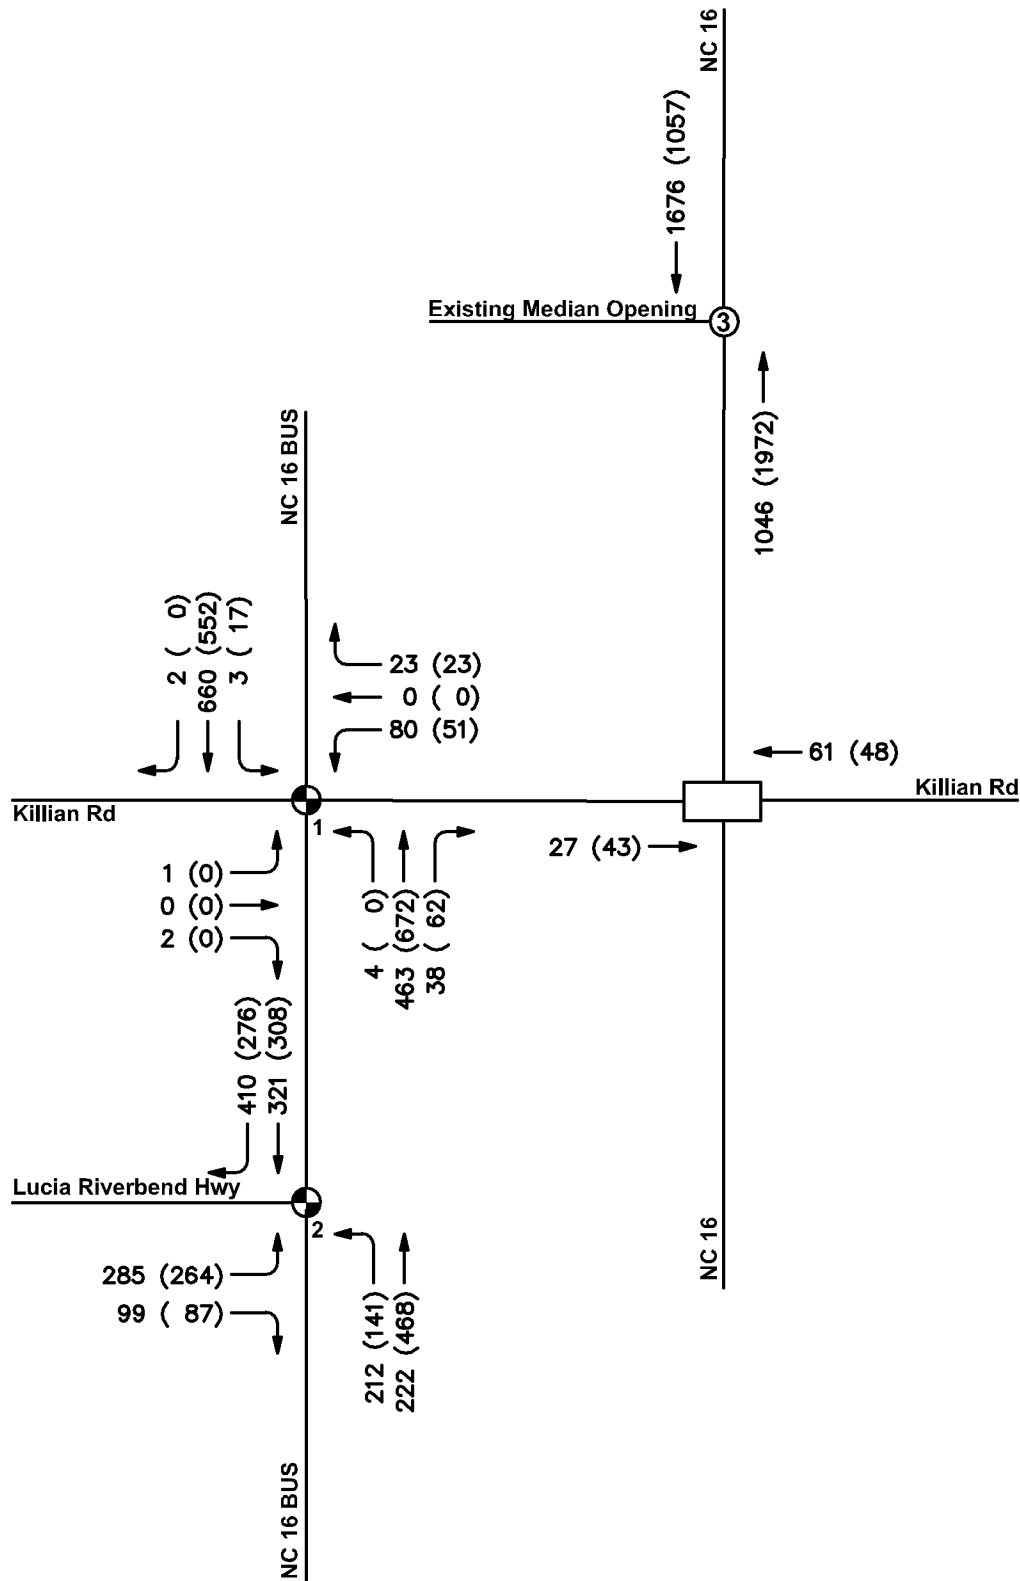 NC 16
1676 (1057)
Existing Median Opening
3
1046 (1972)
NC 16 BUS
2 ( 0)
660 (552)
3 ( 17)
23 (23)
0 ( 0)
80 (51)
61 (48)
Killian Rd
Killian Rd
1
27 (43)
1 (0)
0 (0)
2 (0)
4 ( 0)
463 (672)
38 ( 62)
410 (276)
321 (308)
Lucia Riverbend Hwy
2
NC 16
285 (264)
99 ( 87)
212 (141)
222 (468)
NC 16 BUS